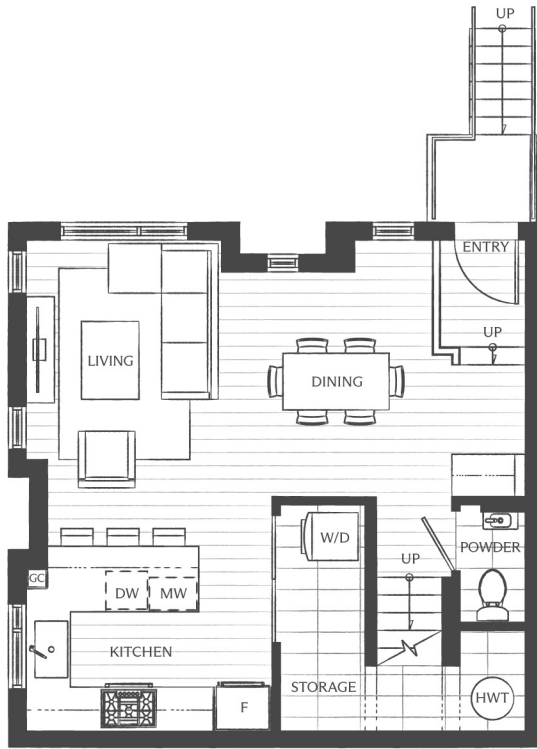 UP
ENTRY
UP
LIVING
DINING
W/D
POWDER
UP
GC
DW
MW
KITCHEN
STORAGE
HWT
F